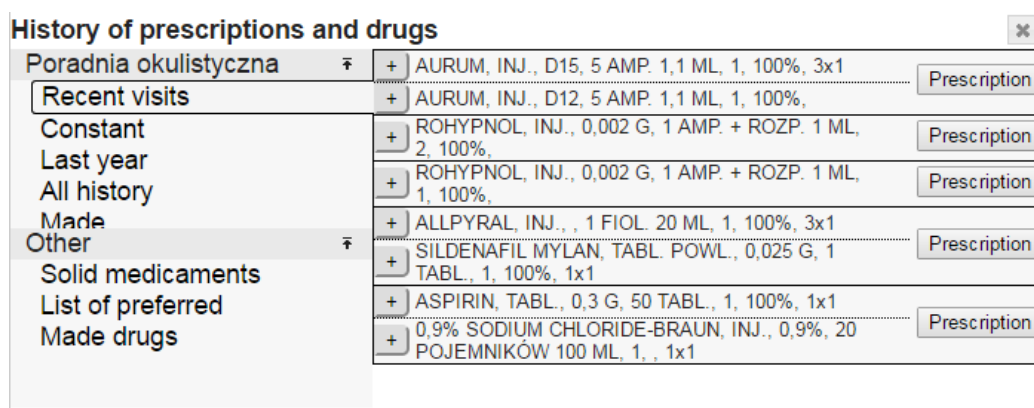 History of prescriptions and drugs
Poradnia okulistyczna
Recent visits
Constant
Last year
All history
Made
Other
Solid medicaments
List of preferred
Made drugs
+ AURUM, INJ., D15, 5 AMP. 1,1 ML, 1, 100%, 3x1
+ AURUM, INJ., D12, 5 AMP. 1,1 ML, 1, 100%,
Prescription
+ ROHYPNOL, INJ., 0,002 G, 1 AMP. + ROZP. 1 ML,
2, 100%,
Prescription
+ ROHYPNOL, INJ., 0,002 G, 1 AMP. + ROZP. 1 ML,
1, 100%,
Prescription
+ ALLPYRAL, INJ., , 1 FIOL. 20 ML, 1, 100%, 3x1
+ SILDENAFIL MYLAN, TABL. POWL., 0,025 G, 1
TABL., 1, 100%, 1x1
Prescription
+ ASPIRIN, TABL., 0,3 G, 50 TABL., 1, 100%, 1x1
+ 0,9% SODIUM CHLORIDE-BRAUN, INJ., 0,9%, 20
POJEMNIKÓW 100 ML, 1, , 1x1
Prescription